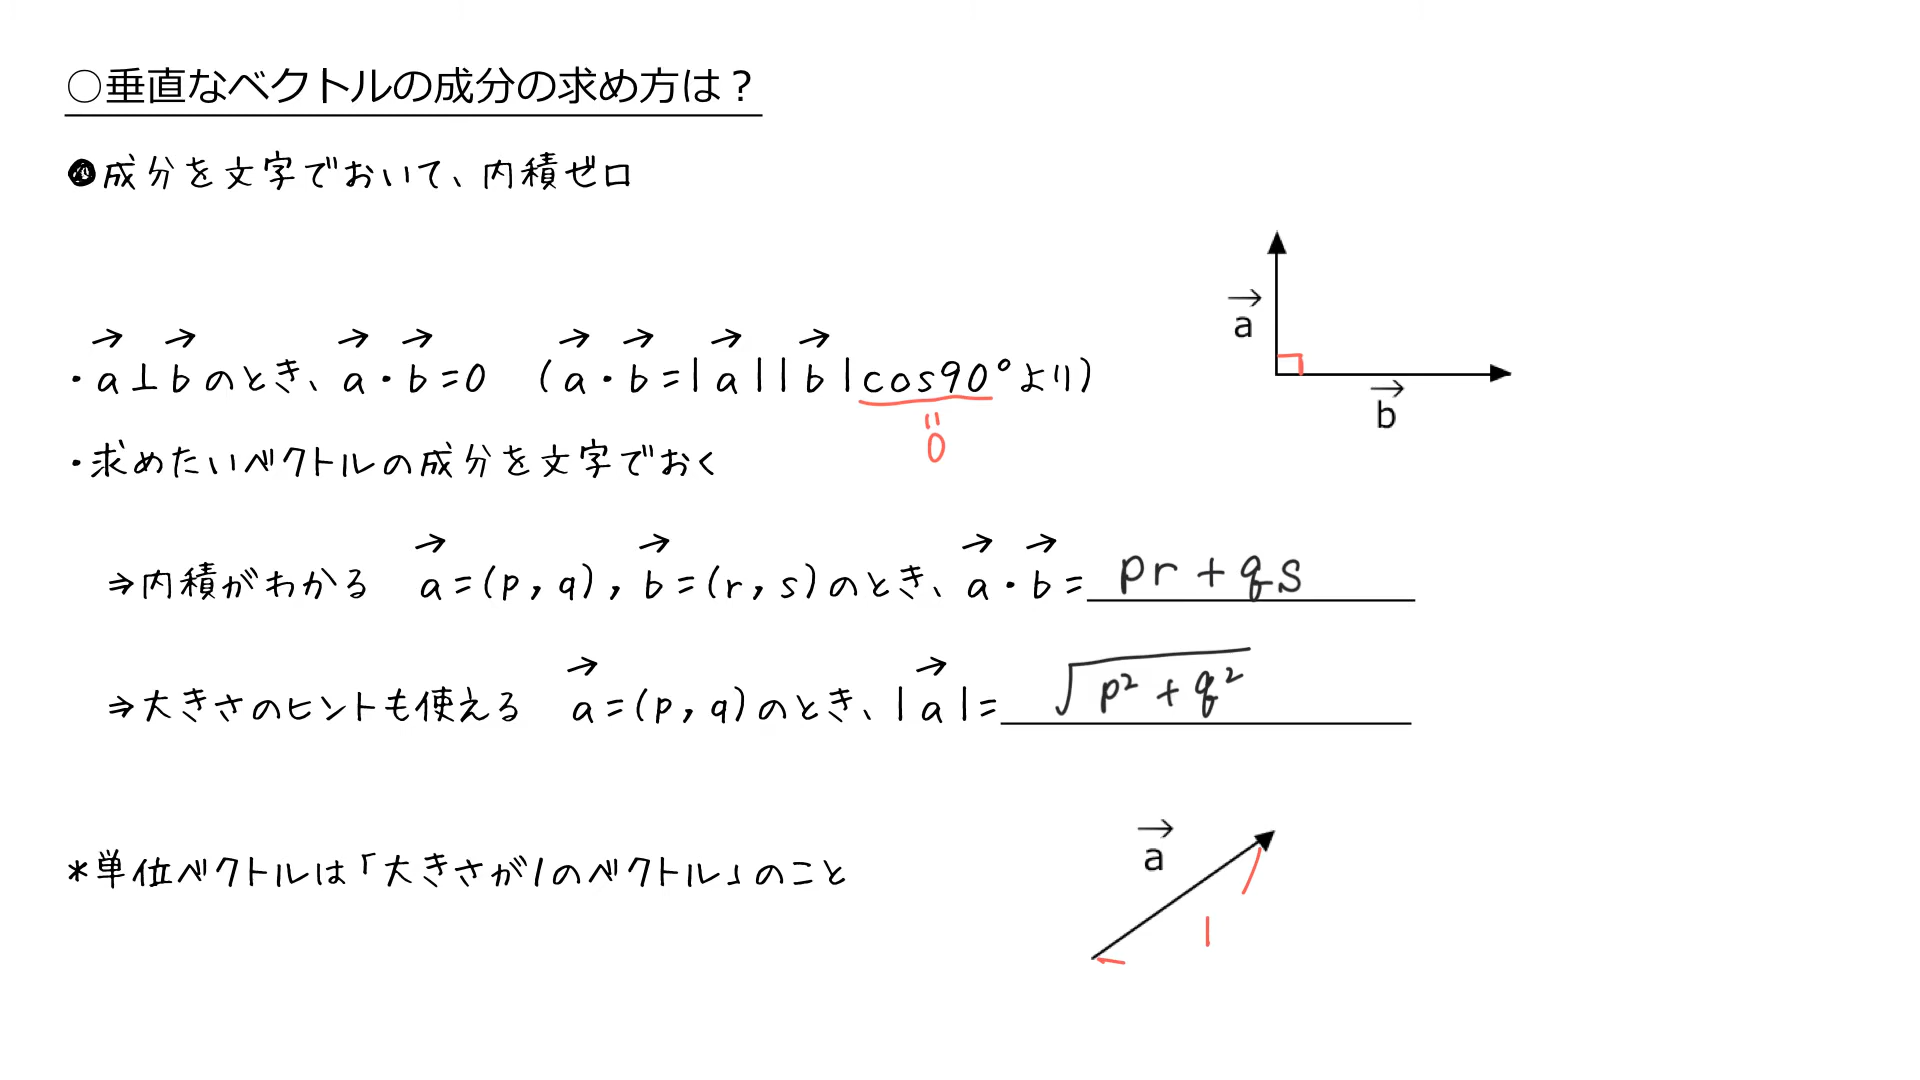 ○垂直なベクトルの成分の求め方は？
●成分を文字でおいて、内積ゼロ
・a→⊥b→のとき、a→・b→=0 (a→・b→=|a→||b→|cos90°より)
=0
a→
b→
・求めたいベクトルの成分を文字でおく
⇒内積がわかる a→=(p,q),b→=(r,s)のとき、a→・b→=pr+qs
⇒大きさのヒントも使える a→=(p,q)のとき、|a→|=√(p²+q²)
*単位ベクトルは「大きさが1のベクトル」のこと
a→
1